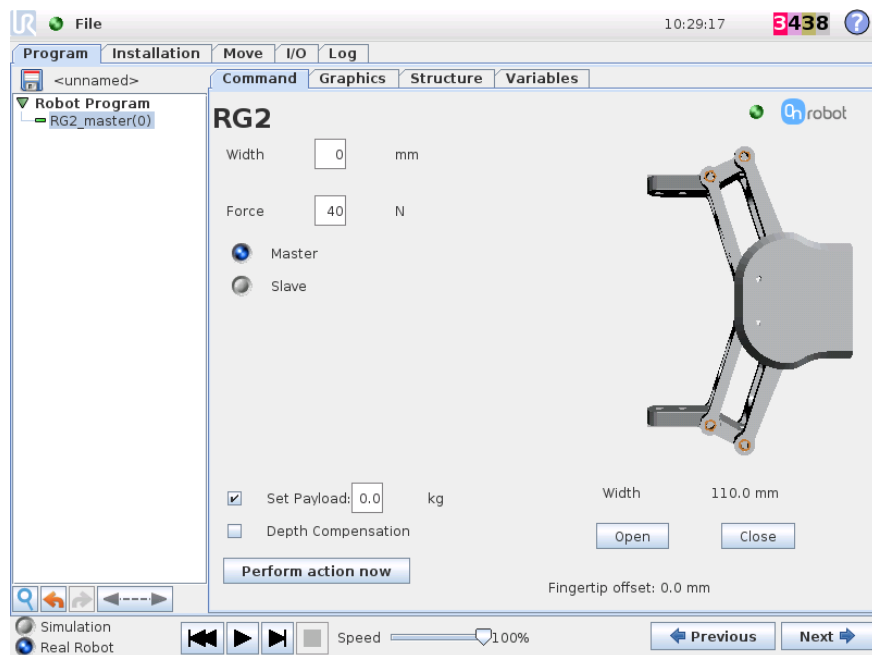 UR File 10:29:17 3438 ?
Program Installation Move I/O Log
<unnamed>
Command Graphics Structure Variables
Robot Program
RG2_master(0)
RG2
On robot
Width 0 mm
Force 40 N
Master
Slave
Set Payload: 0.0 kg
Width 110.0 mm
Depth Compensation
Open Close
Perform action now
Fingertip offset: 0.0 mm
Simulation
Real Robot
Speed 100%
Previous Next